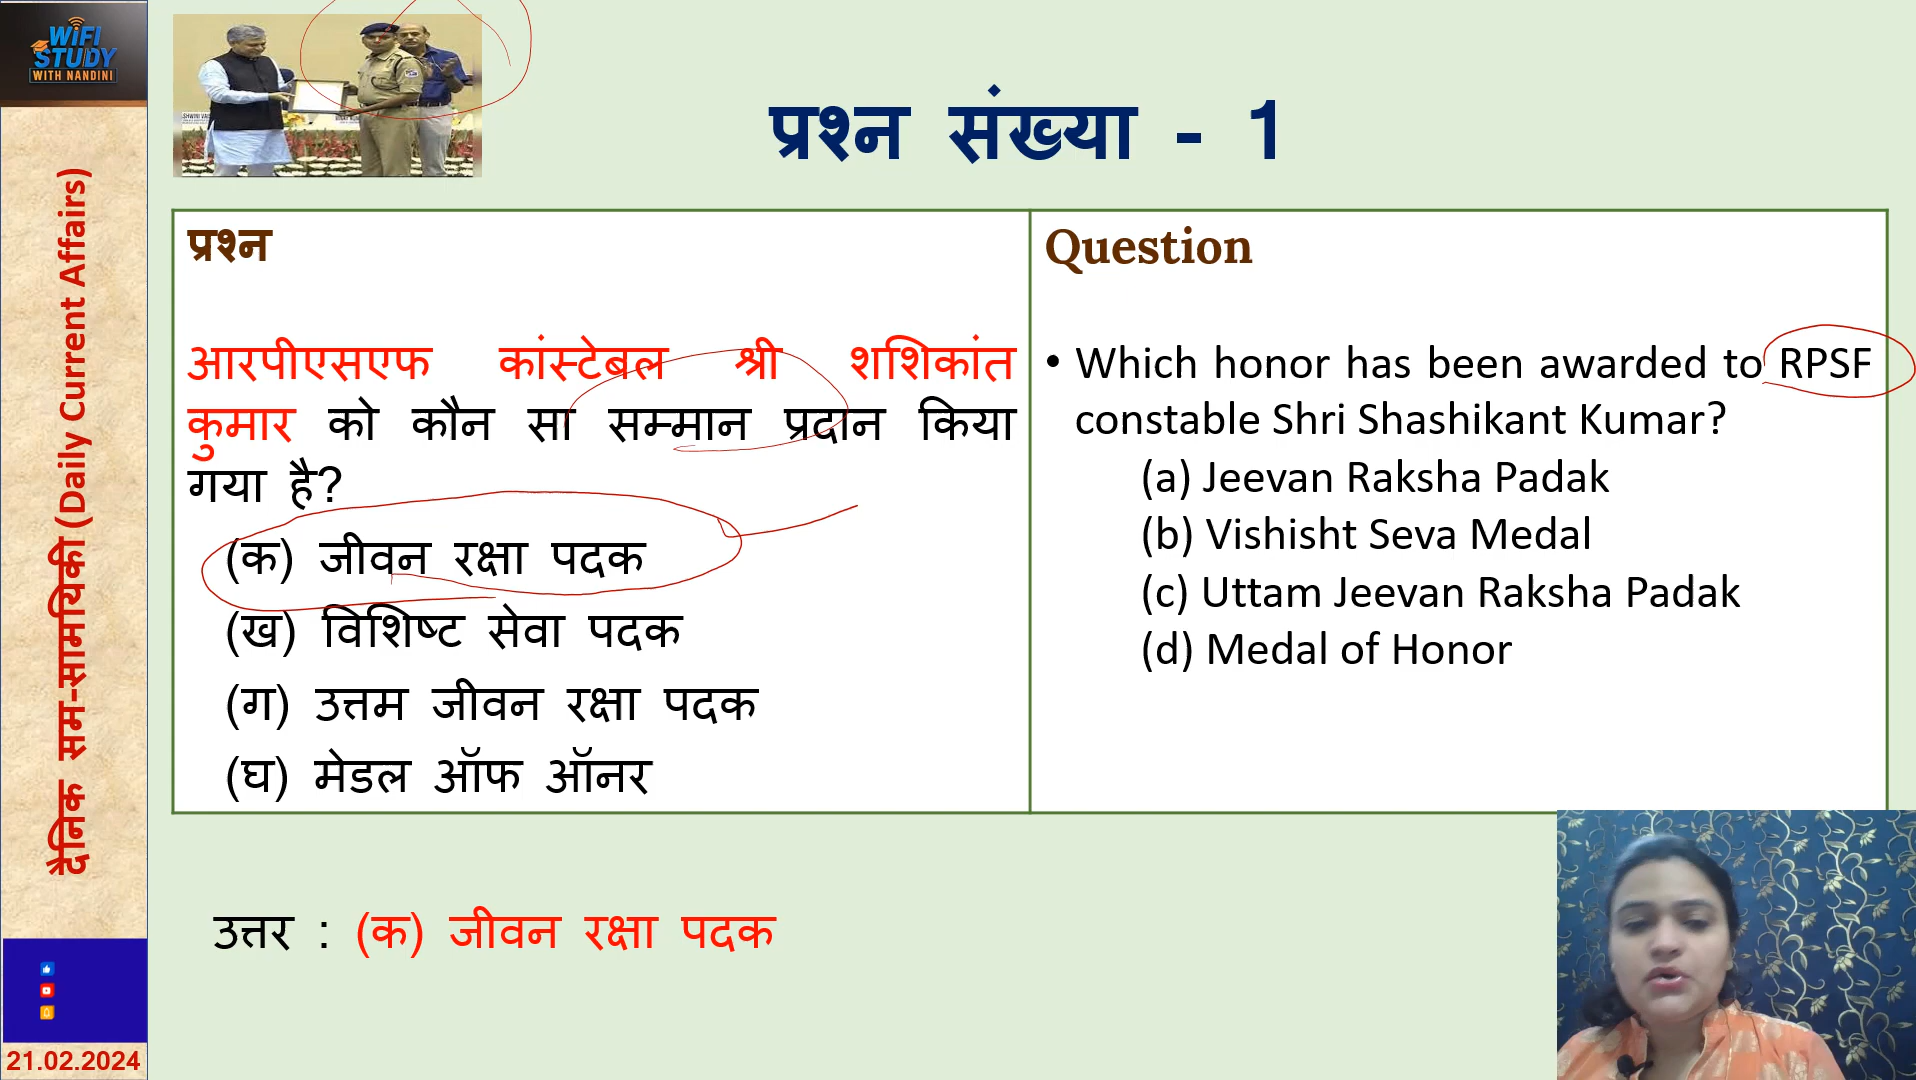 WiFi
STUDY
WITH NANDINI
दैनिक सम-सामयिकी (Daily Current Affairs)
21.02.2024
प्रश्न संख्या - 1
प्रश्न
आरपीएसएफ कांस्टेबल श्री शशिकांत
कुमार को कौन सा सम्मान प्रदान किया
गया है?
(क) जीवन रक्षा पदक
(ख) विशिष्ट सेवा पदक
(ग) उत्तम जीवन रक्षा पदक
(घ) मेडल ऑफ ऑनर
Question
• Which honor has been awarded to RPSF
constable Shri Shashikant Kumar?
(a) Jeevan Raksha Padak
(b) Vishisht Seva Medal
(c) Uttam Jeevan Raksha Padak
(d) Medal of Honor
उत्तर : (क) जीवन रक्षा पदक